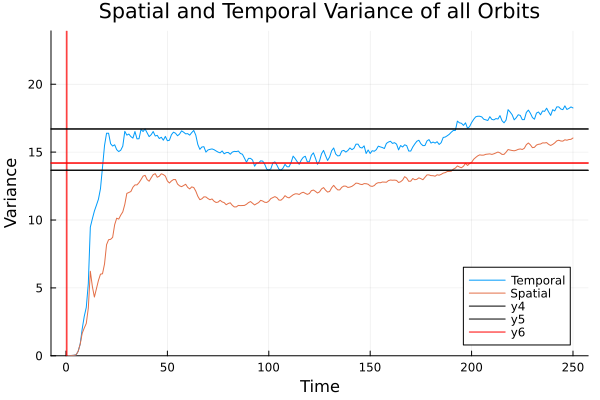 Spatial and Temporal Variance of all Orbits
Variance
20
15
10
5
0
0 50 100 150 200 250
Time
Temporal
Spatial
y4
y5
y6